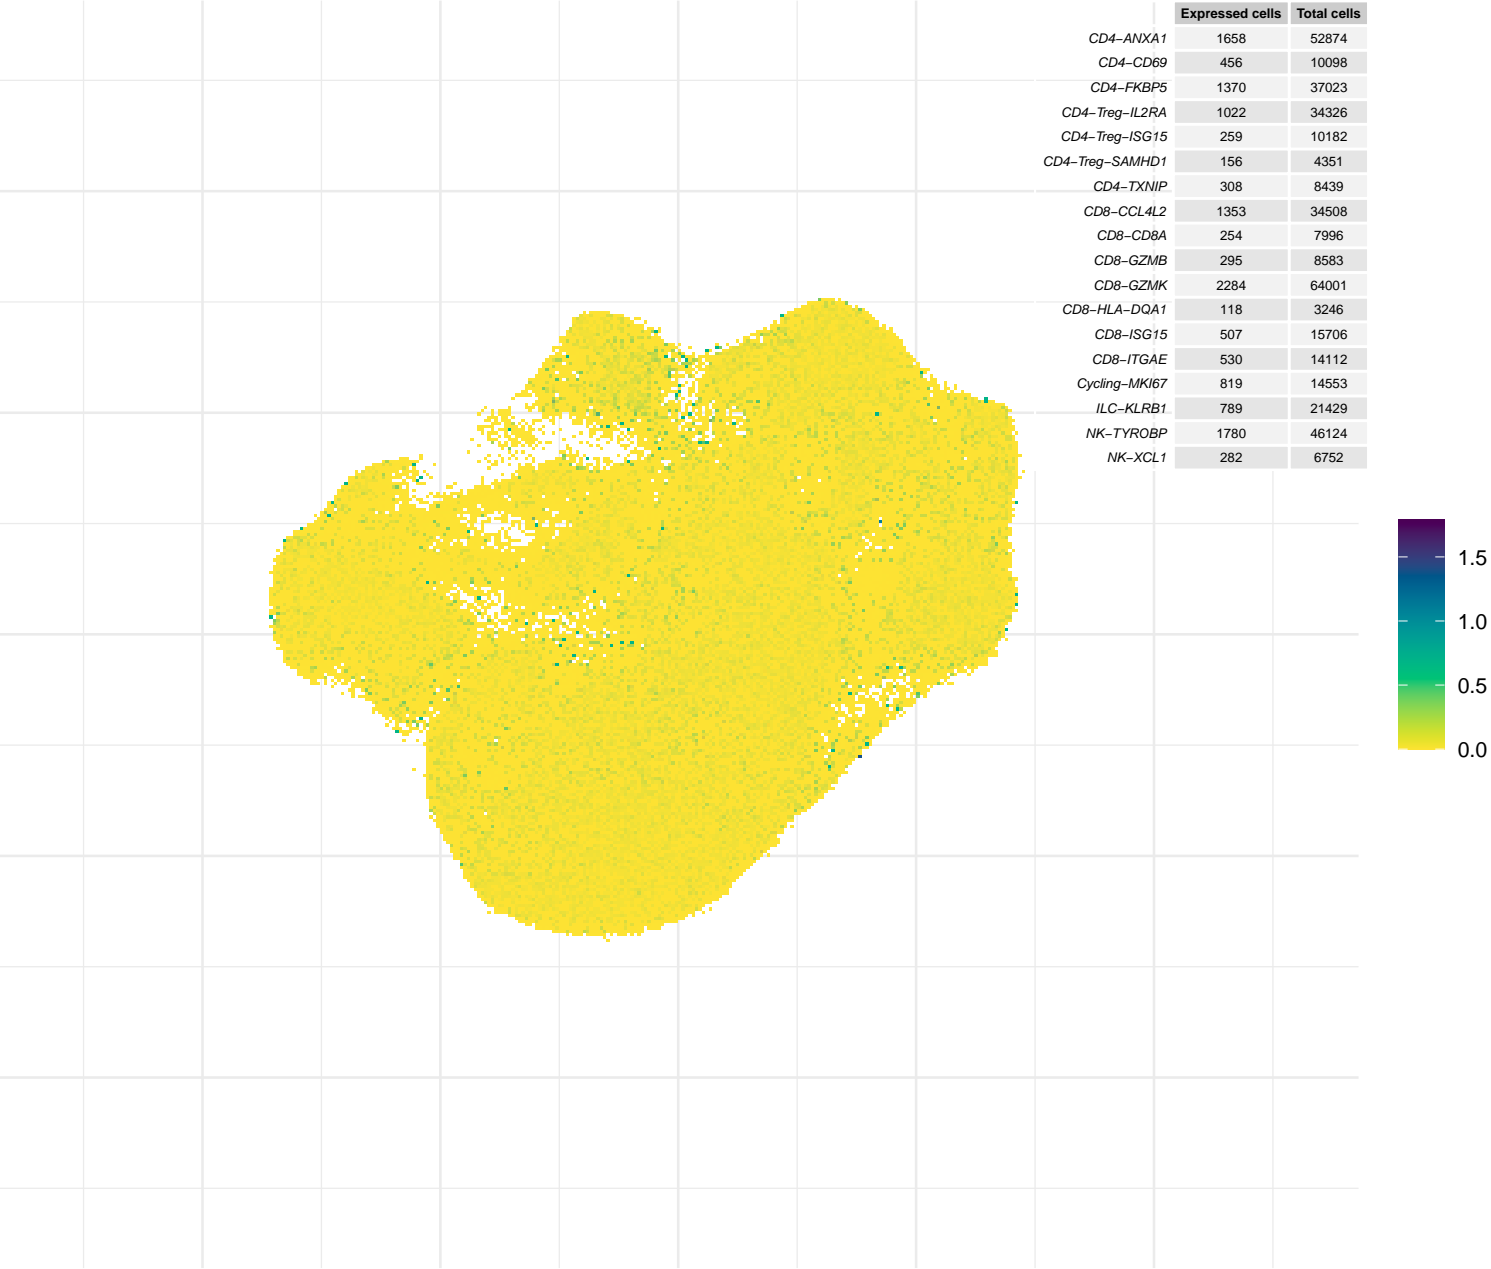 Expressed cells Total cells
CD4−ANXA1 1658 52874
CD4−CD69 456 10098
CD4−FKBP5 1370 37023
CD4−Treg−IL2RA 1022 34326
CD4−Treg−ISG15 259 10182
CD4−Treg−SAMHD1 156 4351
CD4−TXNIP 308 8439
CD8−CCL4L2 1353 34508
CD8−CD8A 254 7996
CD8−GZMB 295 8583
CD8−GZMK 2284 64001
CD8−HLA−DQA1 118 3246
CD8−ISG15 507 15706
CD8−ITGAE 530 14112
Cycling−MKI67 819 14553
ILC−KLRB1 789 21429
NK−TYROBP 1780 46124
NK−XCL1 282 6752
1.5
1.0
0.5
0.0